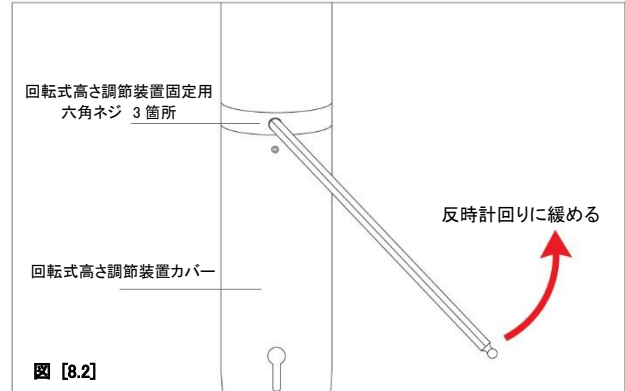 回転式高さ調節装置固定用
六角ネジ 3 箇所
反時計回りに緩める
回転式高さ調節装置カバー
図 [8.2]